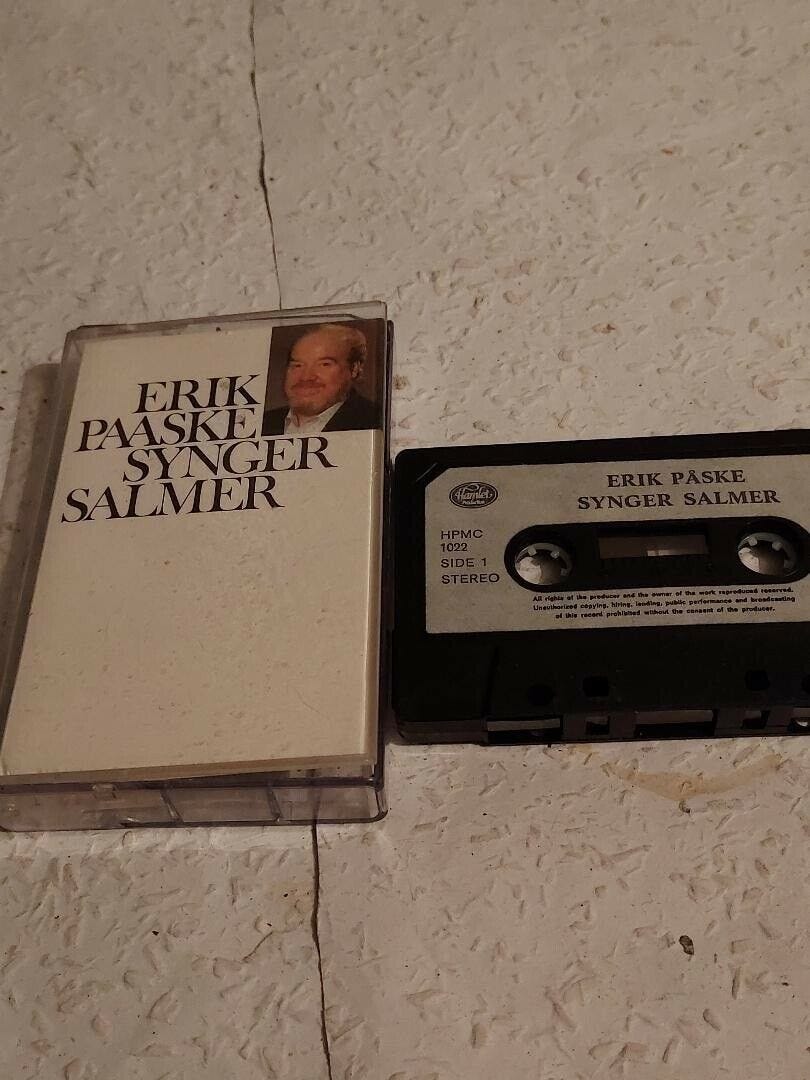 ERIK
PAASKE
SYNGER
SALMER
Hamlet
Production
ERIK PÅSKE
SYNGER SALMER
HPMC
1022
SIDE 1
STEREO
All rights of the producer and the owner of the work reproduced reserved.
Unauthorized copying, hiring, lending, public performance and broadcasting
of this record prohibited without the consent of the producer.